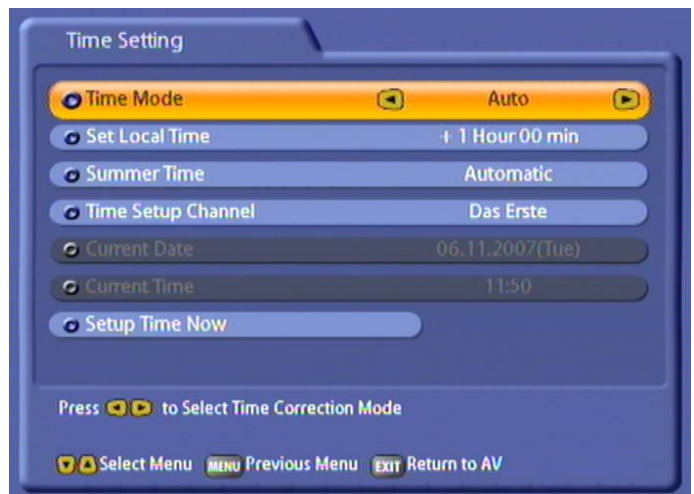 Time Setting
Time Mode Auto
Set Local Time + 1 Hour 00 min
Summer Time Automatic
Time Setup Channel Das Erste
Current Date 06.11.2007(Tue)
Current Time 11:50
Setup Time Now
Press to Select Time Correction Mode
Select Menu MENU Previous Menu EXIT Return to AV